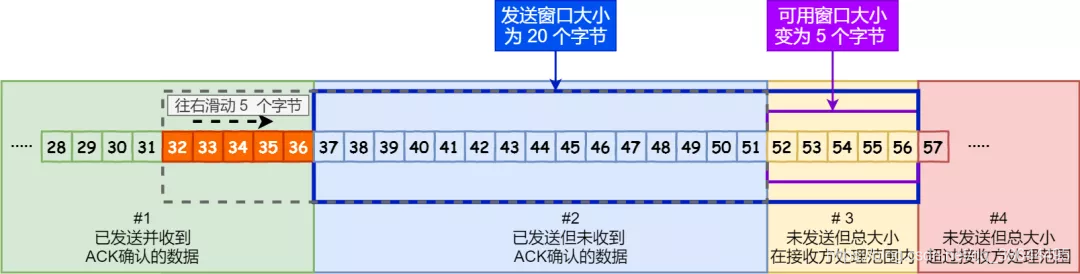 发送窗口大小
为 20 个字节
可用窗口大小
变为 5 个字节
往右滑动 5 个字节
····· 28 29 30 31 32 33 34 35 36 37 38 39 40 41 42 43 44 45 46 47 48 49 50 51 52 53 54 55 56 57 ·····
#1
已发送并收到
ACK确认的数据
#2
已发送但未收到
ACK确认的数据
# 3
未发送但总大小
在接收方处理范围内
#4
未发送但总大小
超过接收方处理范围